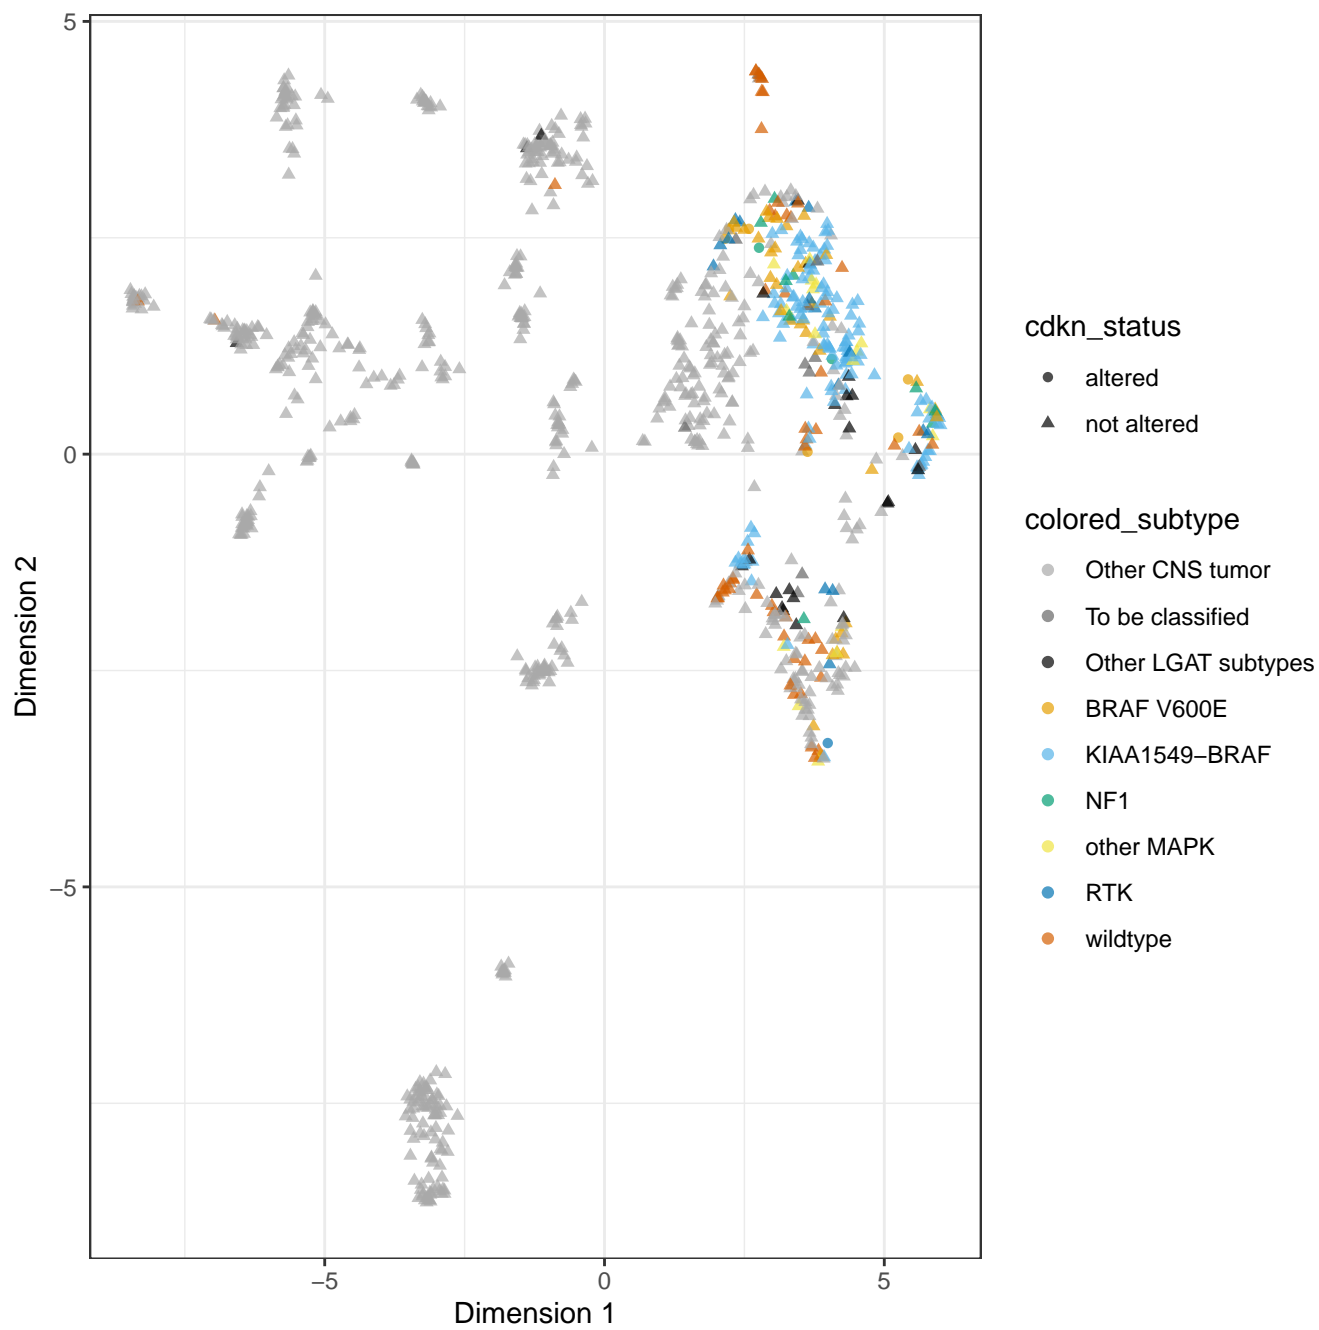 5
0
−5
Dimension 2
−5
0
5
Dimension 1
cdkn_status
altered
not altered
colored_subtype
Other CNS tumor
To be classified
Other LGAT subtypes
BRAF V600E
KIAA1549−BRAF
NF1
other MAPK
RTK
wildtype